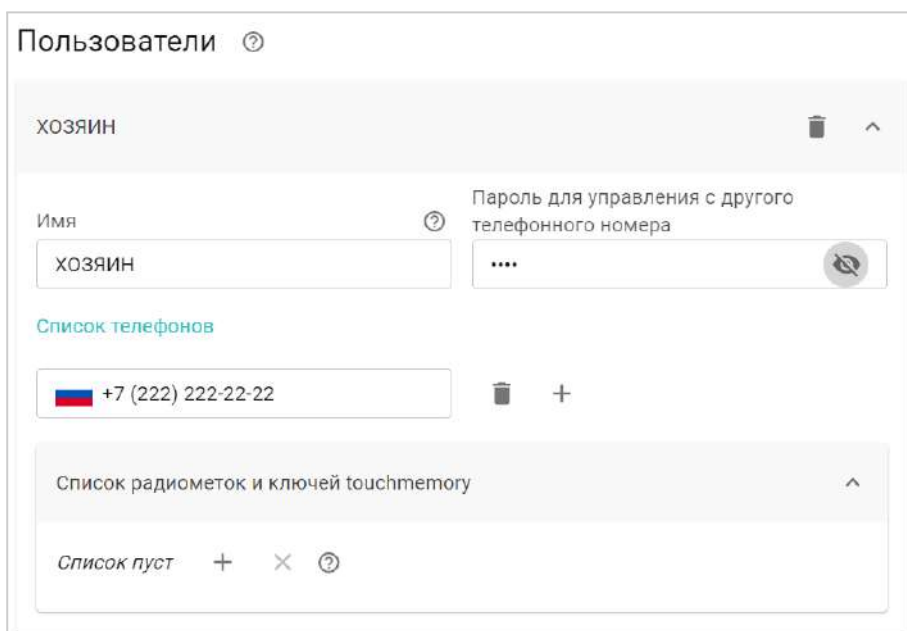 Пользователи
ХОЗЯИН
Имя
Пароль для управления с другого
телефонного номера
ХОЗЯИН
••••
Список телефонов
+7 (222) 222-22-22
Список радиометок и ключей touchmemory
Список пуст